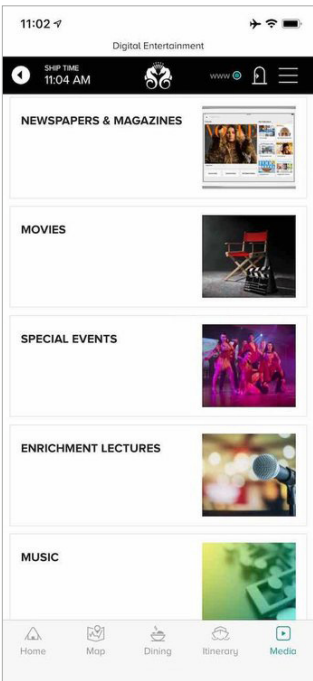 11:02
Digital Entertainment
SHIP TIME
11:04 AM
www
NEWSPAPERS & MAGAZINES
MOVIES
SPECIAL EVENTS
ENRICHMENT LECTURES
MUSIC
Home Map Dining Itinerary Media